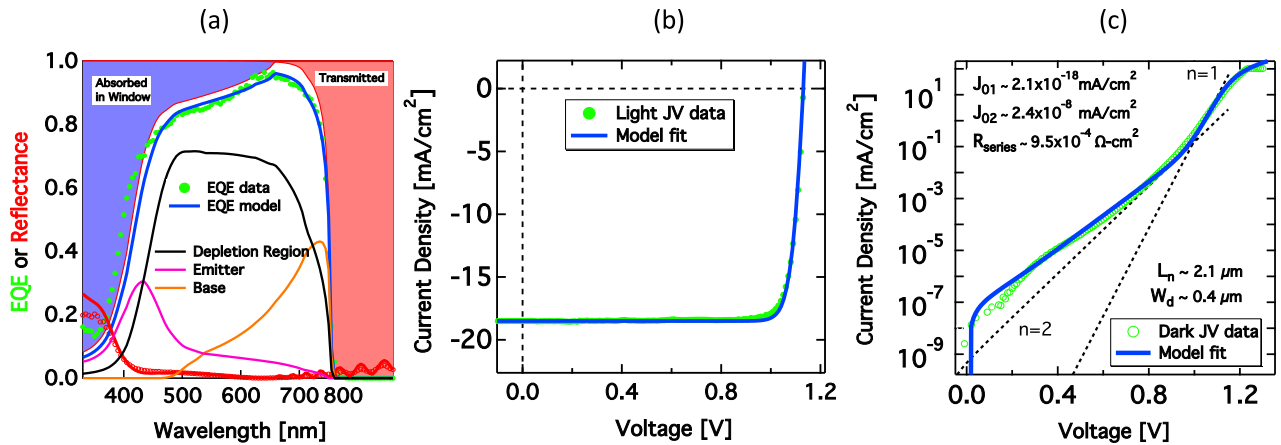 (a)
1.0
0.8
0.6
0.4
0.2
0.0
EQE or Reflectance
Absorbed
in Window
Transmitted
EQE data
EQE model
Depletion Region
Emitter
Base
400
500
600
700
800
Wavelength [nm]
(b)
0
−5
−10
−15
−20
Current Density [mA/cm²]
Light JV data
Model fit
0.0
0.4
0.8
1.2
Voltage [V]
(c)
10¹
10⁻¹
10⁻³
10⁻⁵
10⁻⁷
10⁻⁹
Current Density [mA/cm²]
J₀₁ ~ 2.1x10⁻¹⁸ mA/cm²
J₀₂ ~ 2.4x10⁻⁸ mA/cm²
Rseries ~ 9.5x10⁻⁴ Ω-cm²
n=1
n=2
Lₙ ~ 2.1 µm
W_d ~ 0.4 µm
Dark JV data
Model fit
0.0
0.4
0.8
1.2
Voltage [V]